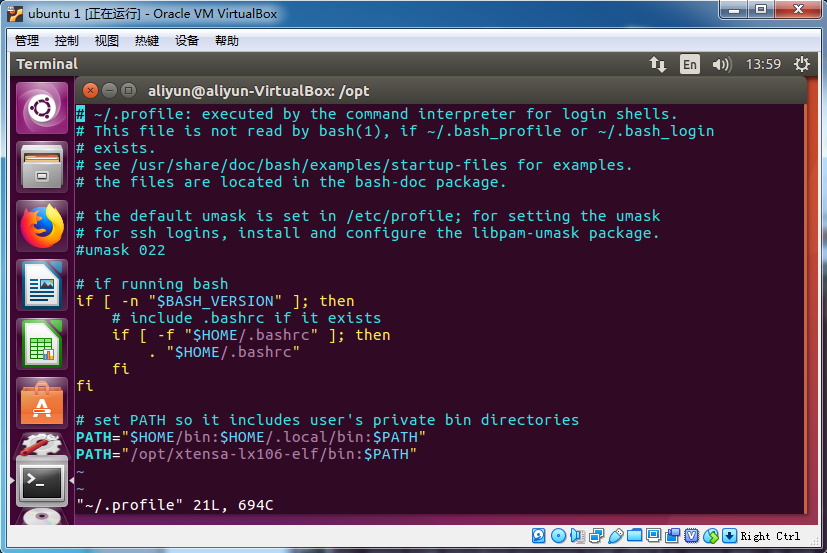 ubuntu 1 [正在运行] - Oracle VM VirtualBox
管理 控制 视图 热键 设备 帮助
Terminal En 13:59
aliyun@aliyun-VirtualBox: /opt
# ~/.profile: executed by the command interpreter for login shells.
# This file is not read by bash(1), if ~/.bash_profile or ~/.bash_login
# exists.
# see /usr/share/doc/bash/examples/startup-files for examples.
# the files are located in the bash-doc package.
# the default umask is set in /etc/profile; for setting the umask
# for ssh logins, install and configure the libpam-umask package.
#umask 022
# if running bash
if [ -n "$BASH_VERSION" ]; then
    # include .bashrc if it exists
    if [ -f "$HOME/.bashrc" ]; then
        . "$HOME/.bashrc"
    fi
fi
# set PATH so it includes user's private bin directories
PATH="$HOME/bin:$HOME/.local/bin:$PATH"
PATH="/opt/xtensa-lx106-elf/bin:$PATH"
~
~
"~/.profile" 21L, 694C
Right Ctrl